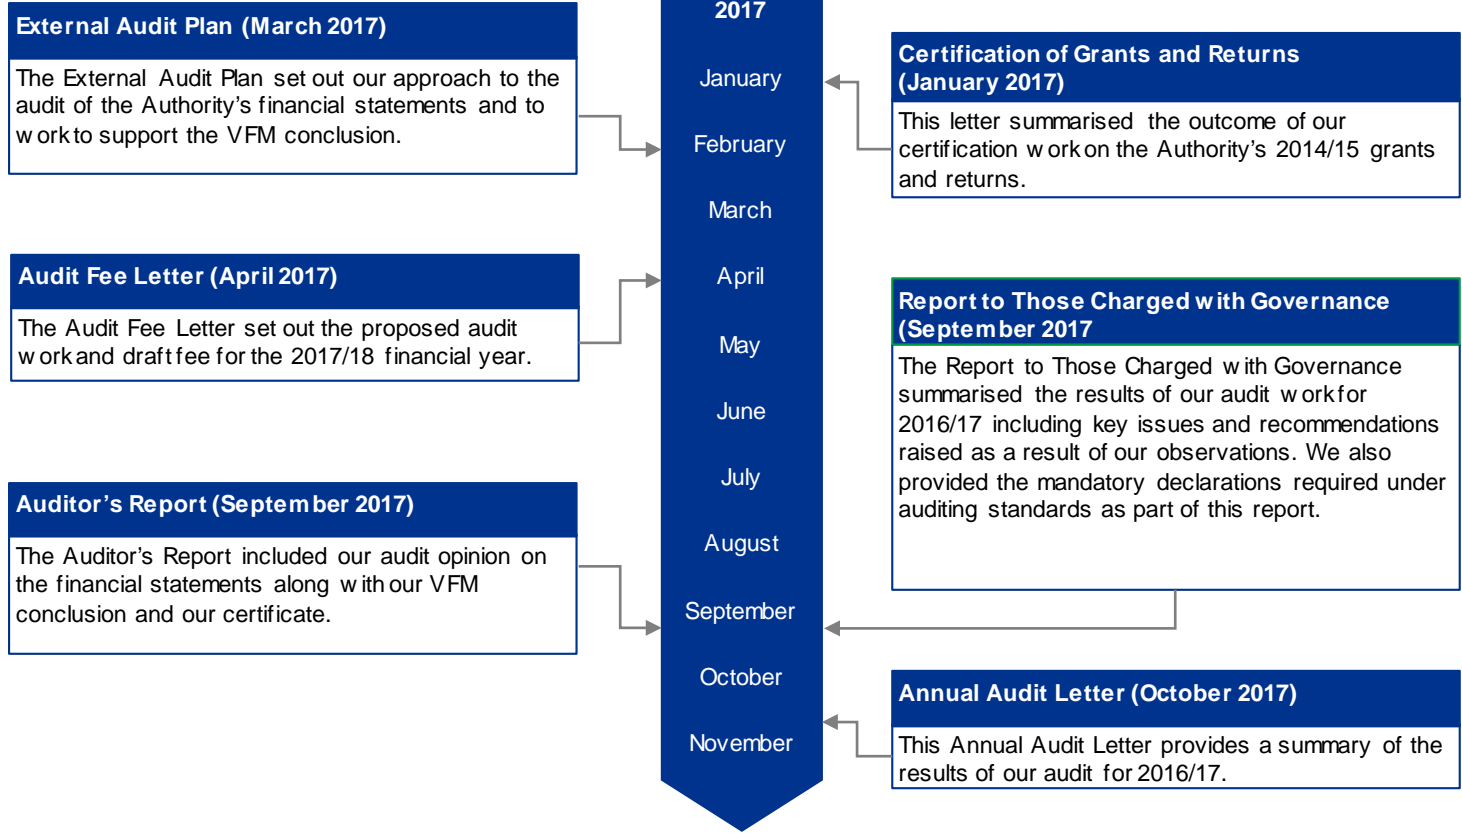 External Audit Plan (March 2017)
The External Audit Plan set out our approach to the
audit of the Authority's financial statements and to
work to support the VFM conclusion.
Audit Fee Letter (April 2017)
The Audit Fee Letter set out the proposed audit
work and draft fee for the 2017/18 financial year.
Auditor's Report (September 2017)
The Auditor's Report included our audit opinion on
the financial statements along with our VFM
conclusion and our certificate.
2017
January
February
March
April
May
June
July
August
September
October
November
Certification of Grants and Returns
(January 2017)
This letter summarised the outcome of our
certification work on the Authority's 2014/15 grants
and returns.
Report to Those Charged with Governance
(September 2017
The Report to Those Charged with Governance
summarised the results of our audit work for
2016/17 including key issues and recommendations
raised as a result of our observations. We also
provided the mandatory declarations required under
auditing standards as part of this report.
Annual Audit Letter (October 2017)
This Annual Audit Letter provides a summary of the
results of our audit for 2016/17.